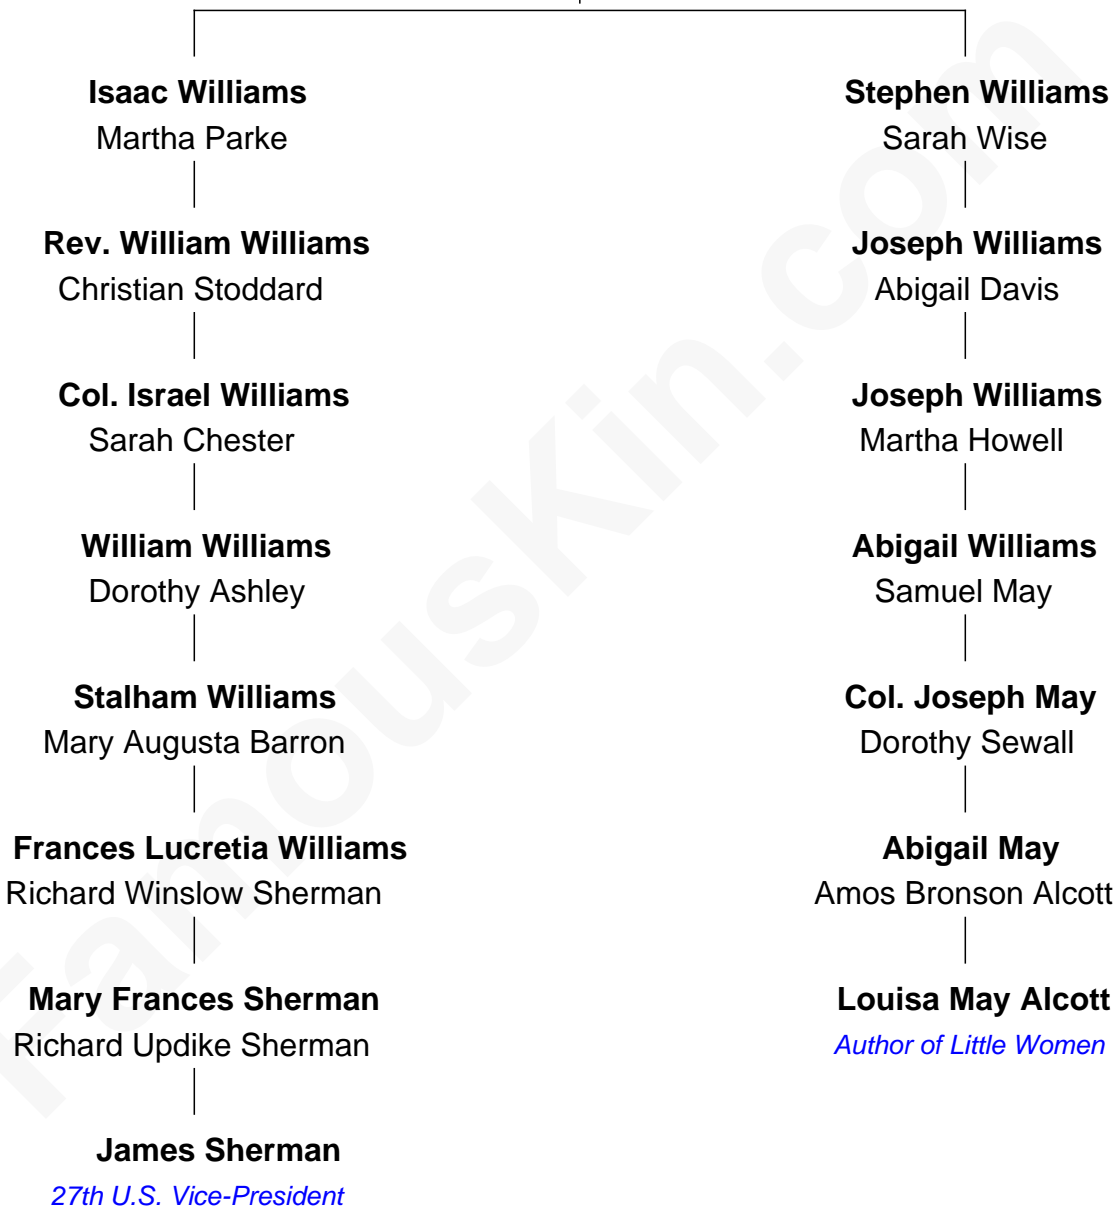 Isaac Williams
Martha Parke
Rev. William Williams
Christian Stoddard
Col. Israel Williams
Sarah Chester
William Williams
Dorothy Ashley
Stalham Williams
Mary Augusta Barron
Frances Lucretia Williams
Richard Winslow Sherman
Mary Frances Sherman
Richard Updike Sherman
James Sherman
27th U.S. Vice-President
Stephen Williams
Sarah Wise
Joseph Williams
Abigail Davis
Joseph Williams
Martha Howell
Abigail Williams
Samuel May
Col. Joseph May
Dorothy Sewall
Abigail May
Amos Bronson Alcott
Louisa May Alcott
Author of Little Women
FamousKin.com